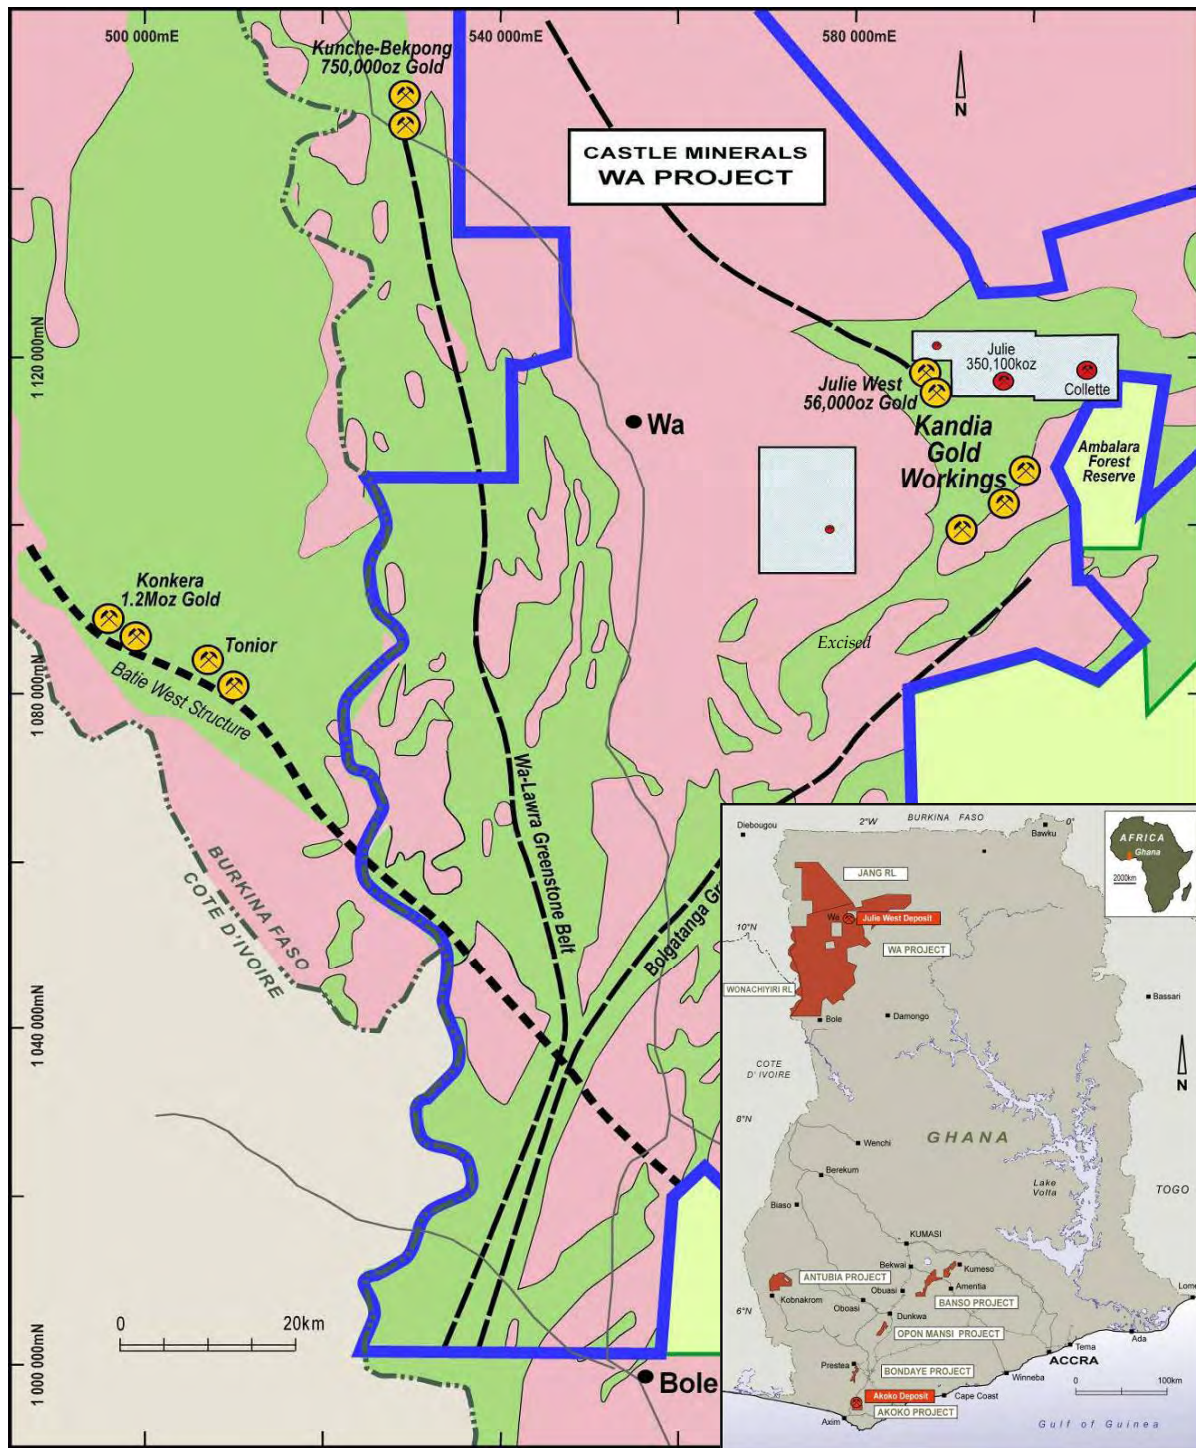 500 000mE
540 000mE
580 000mE
Kunche-Bekpong
750,000oz Gold
N
CASTLE MINERALS
WA PROJECT
1 120 000mN
Julie
350,100koz
Collette
Julie West
56,000oz Gold
Wa
Kandia
Gold
Workings
Ambalara
Forest
Reserve
Konkera
1.2Moz Gold
Tonior
Batie West Structure
Excised
1 080 000mN
Wa-Lawra Greenstone Belt
Bolgatanga Gr
BURKINA FASO
COTE D'IVOIRE
1 040 000mN
0
20km
1 000 000mN
Bole
Diebougou
2°W
BURKINA FASO
0°
Bawku
AFRICA
Ghana
2000km
JANG RL
Wa
Julie West Deposit
10°N
WA PROJECT
WONACHIYIRI RL
Bassari
Bole
Damongo
COTE
D' IVOIRE
N
8°N
GHANA
Wenchi
Berekum
Lake
Volta
TOGO
Biaso
KUMASI
Bekwai
Kumeso
ANTUBIA PROJECT
Obuasi
Amentia
Kobnakrom
Oboasi
BANSO PROJECT
Lome
6°N
Dunkwa
OPON MANSI PROJECT
Ada
Tema
Prestea
ACCRA
BONDAYE PROJECT
Winneba
0
100km
Akoko Deposit
Cape Coast
AKOKO PROJECT
Axim
Gulf of Guinea